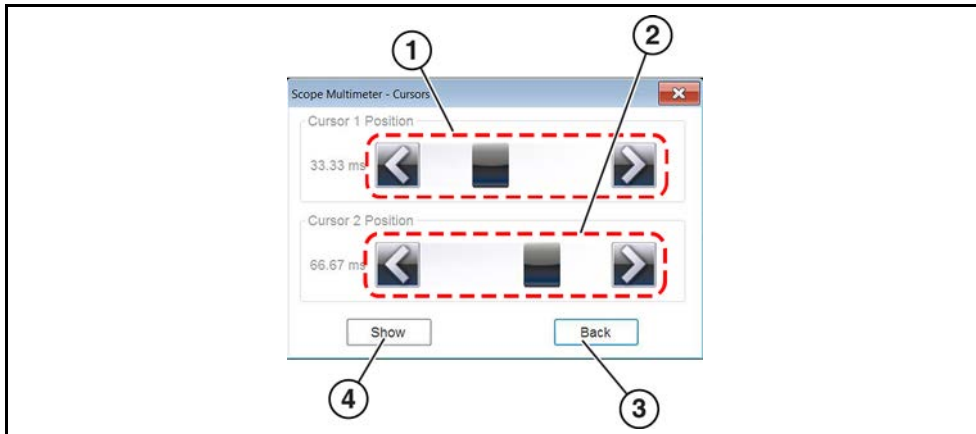 1
2
Scope Multimeter - Cursors
Cursor 1 Position
33.33 ms
Cursor 2 Position
66.67 ms
Show
Back
4
3